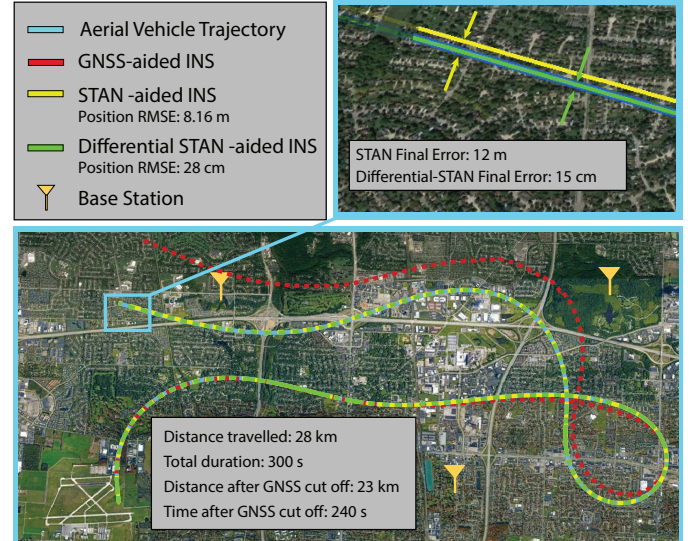 Aerial Vehicle Trajectory
GNSS-aided INS
STAN -aided INS
Position RMSE: 8.16 m
Differential STAN -aided INS
Position RMSE: 28 cm
Base Station
STAN Final Error: 12 m
Differential-STAN Final Error: 15 cm
Distance travelled: 28 km
Total duration: 300 s
Distance after GNSS cut off: 23 km
Time after GNSS cut off: 240 s